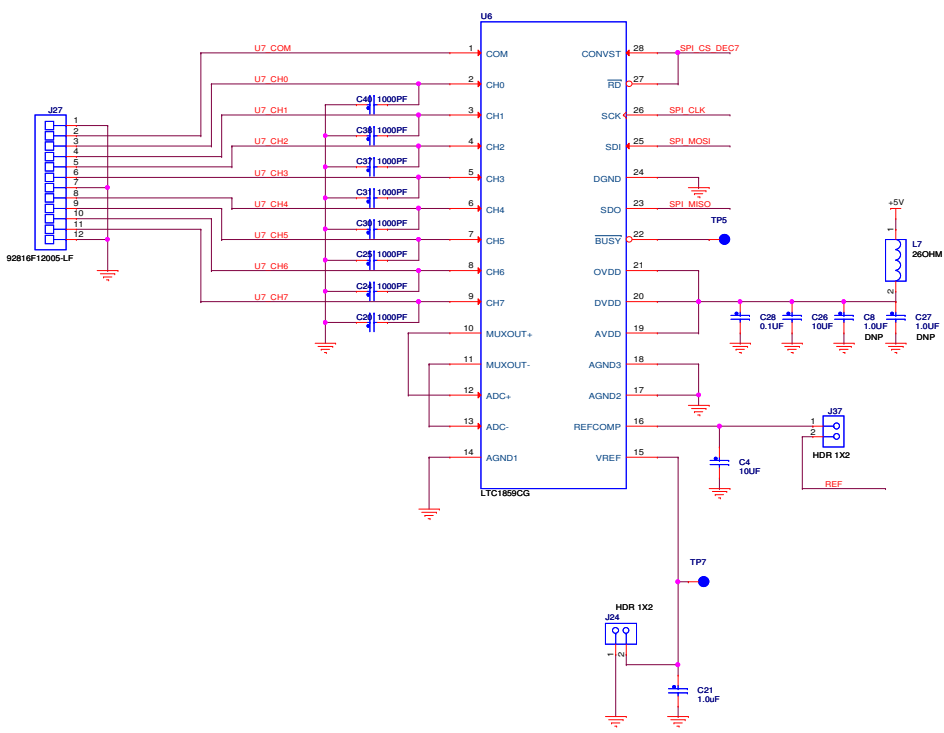 U6
U7_COM 1 COM CONVST 28 SPI_CS_DEC7
U7_CH0 2 CH0 RD 27
C40 1000PF
J27 U7_CH1 3 CH1 SCK 26 SPI_CLK
1
2 C38 1000PF
3 U7_CH2 4 CH2 SDI 25 SPI_MOSI
4
5 C37 1000PF
6 U7_CH3 5 CH3 DGND 24
7
8 C31 1000PF
9 U7_CH4 6 CH4 SDO 23 SPI_MISO +5V
10 TP5
11 C30 1000PF 1
12 U7_CH5 7 CH5 BUSY 22 L7
26OHM
92816F12005-LF C25 1000PF
U7_CH6 8 CH6 OVDD 21
C24 1000PF 2
U7_CH7 9 CH7 DVDD 20
C28 C26 C8 C27
C29 1000PF 0.1UF 10UF 1.0UF 1.0UF
10 MUXOUT+ AVDD 19 DNP DNP
11 MUXOUT- AGND3 18
12 ADC+ AGND2 17
J37
13 ADC- REFCOMP 16 1
2
HDR 1X2
14 AGND1 VREF 15 C4
10UF
REF
LTC1859CG
TP7
HDR 1X2
J24
1 2
C21
1.0uF